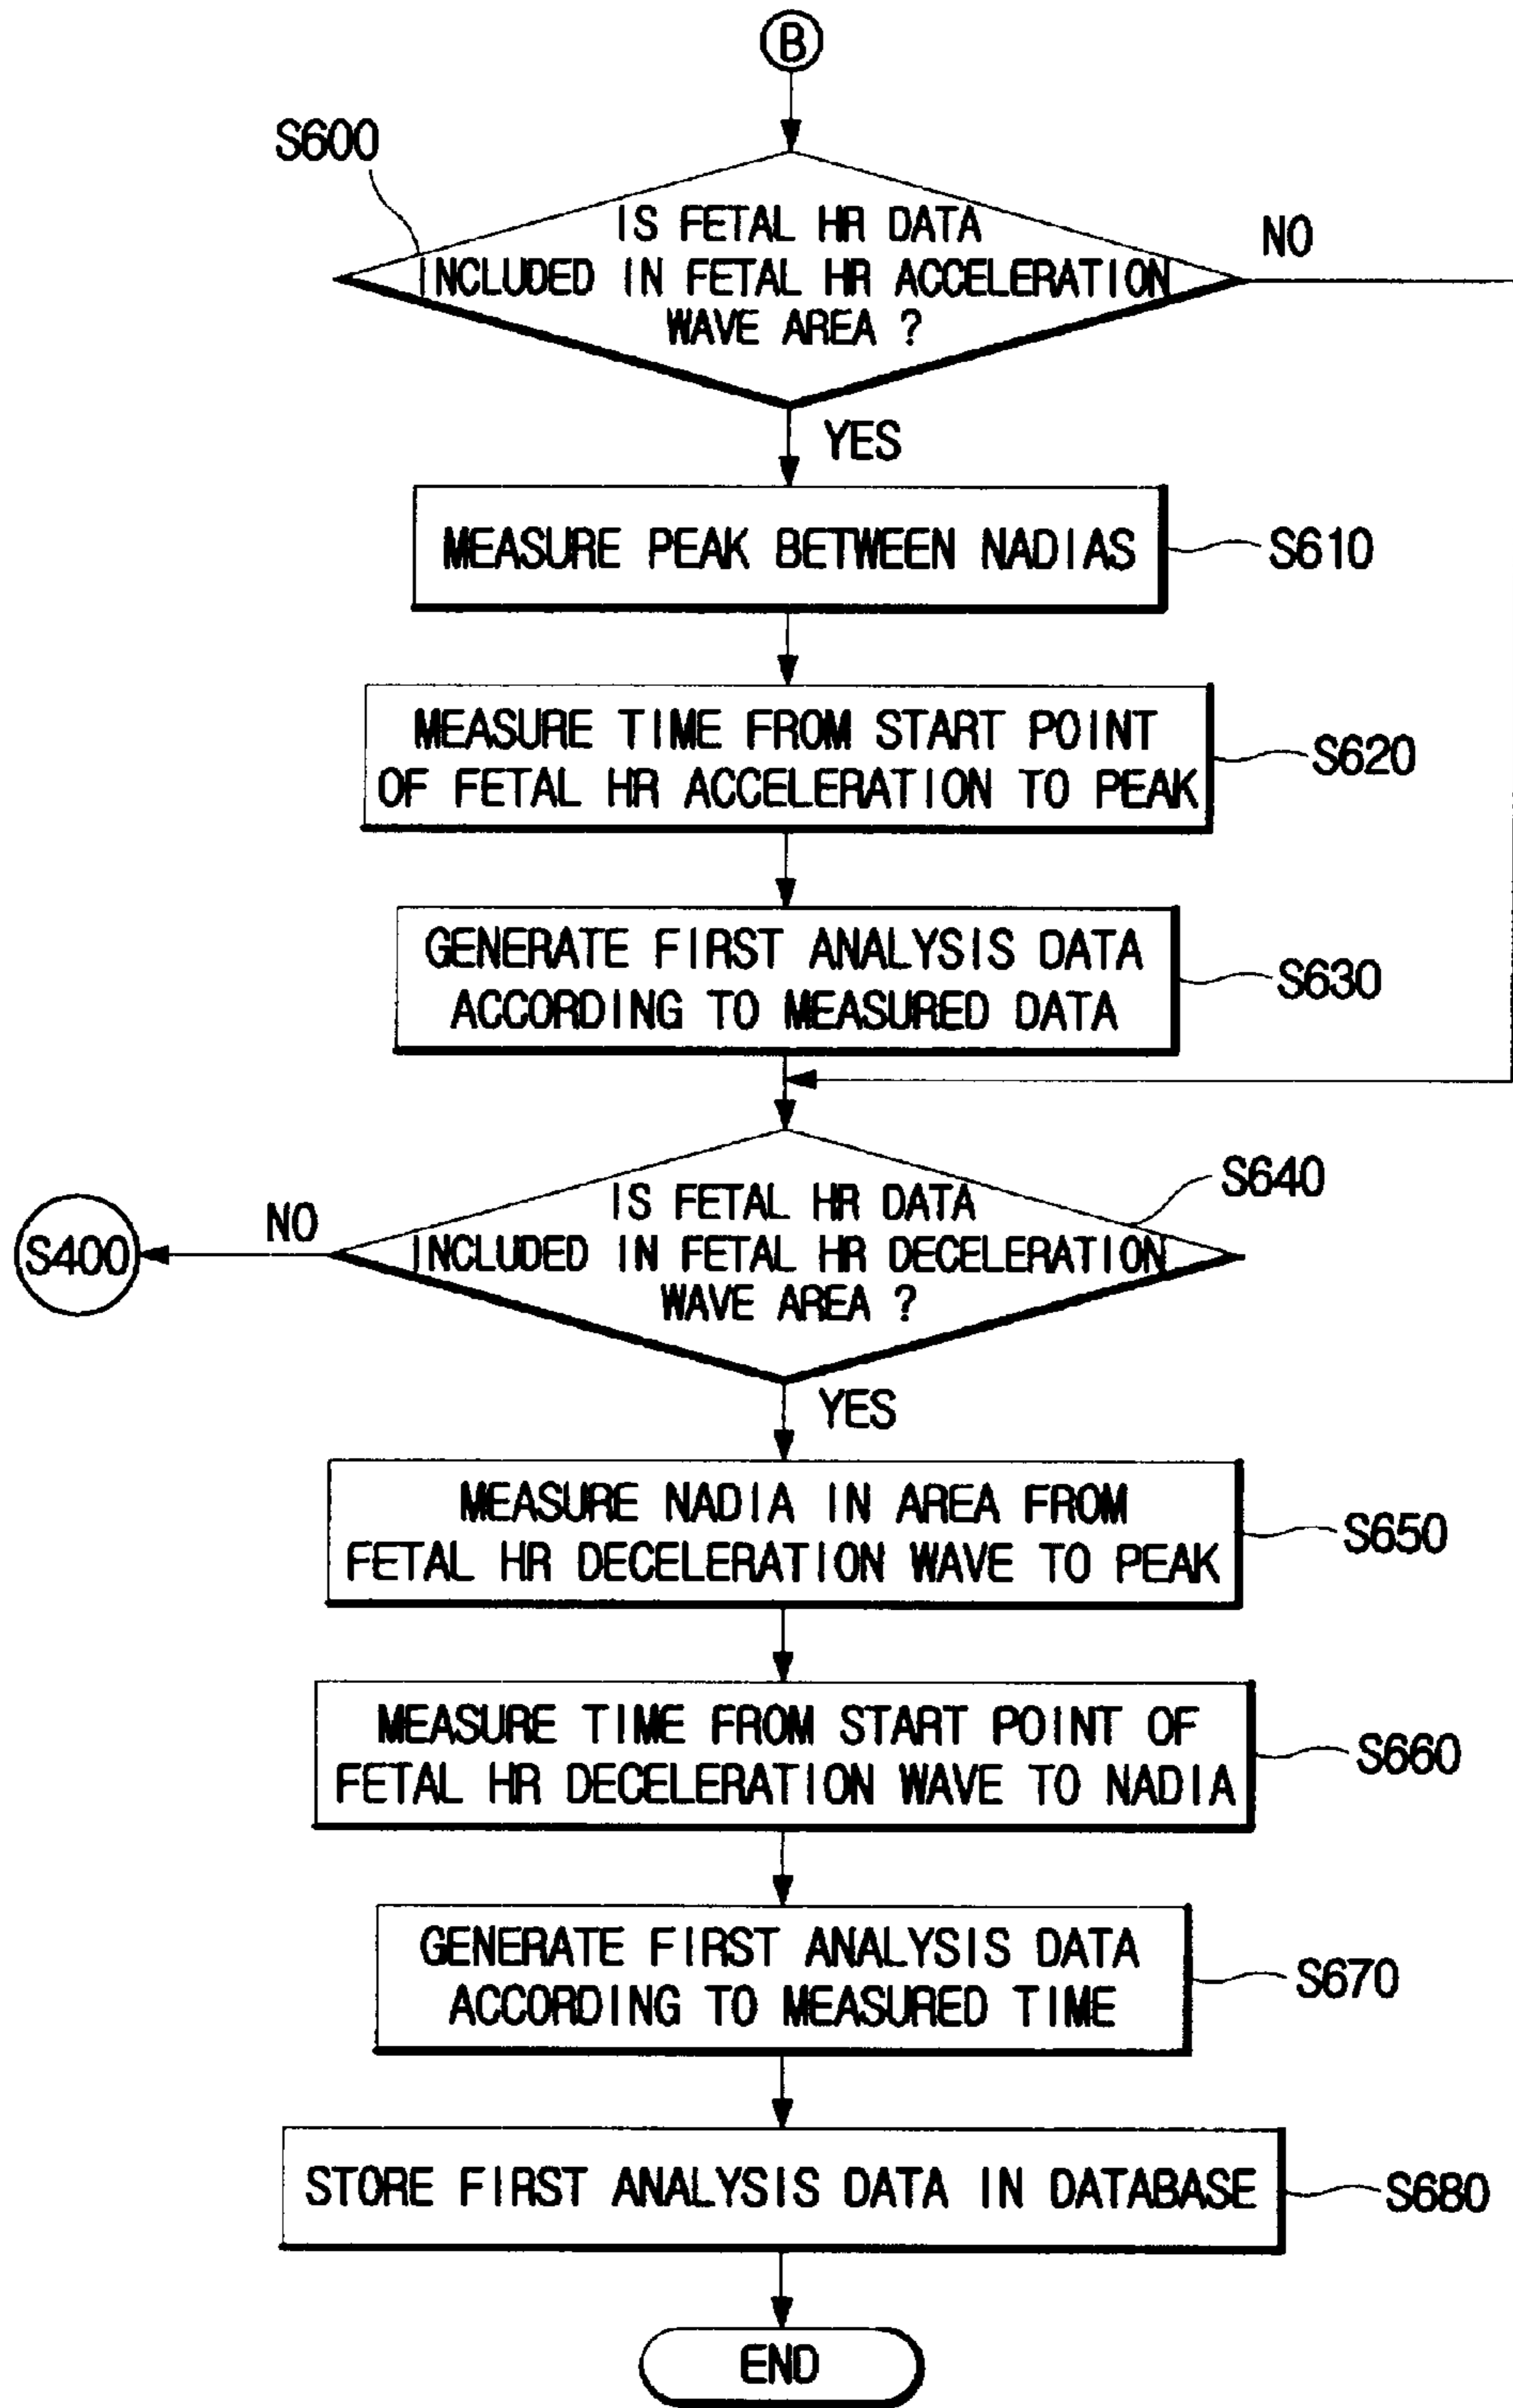 B
S600
IS FETAL HR DATA
INCLUDED IN FETAL HR ACCELERATION
WAVE AREA ?
NO
YES
MEASURE PEAK BETWEEN NADIAS
S610
MEASURE TIME FROM START POINT
OF FETAL HR ACCELERATION TO PEAK
S620
GENERATE FIRST ANALYSIS DATA
ACCORDING TO MEASURED DATA
S630
IS FETAL HR DATA
INCLUDED IN FETAL HR DECELERATION
WAVE AREA ?
S640
NO
S400
YES
MEASURE NADIA IN AREA FROM
FETAL HR DECELERATION WAVE TO PEAK
S650
MEASURE TIME FROM START POINT OF
FETAL HR DECELERATION WAVE TO NADIA
S660
GENERATE FIRST ANALYSIS DATA
ACCORDING TO MEASURED TIME
S670
STORE FIRST ANALYSIS DATA IN DATABASE
S680
END